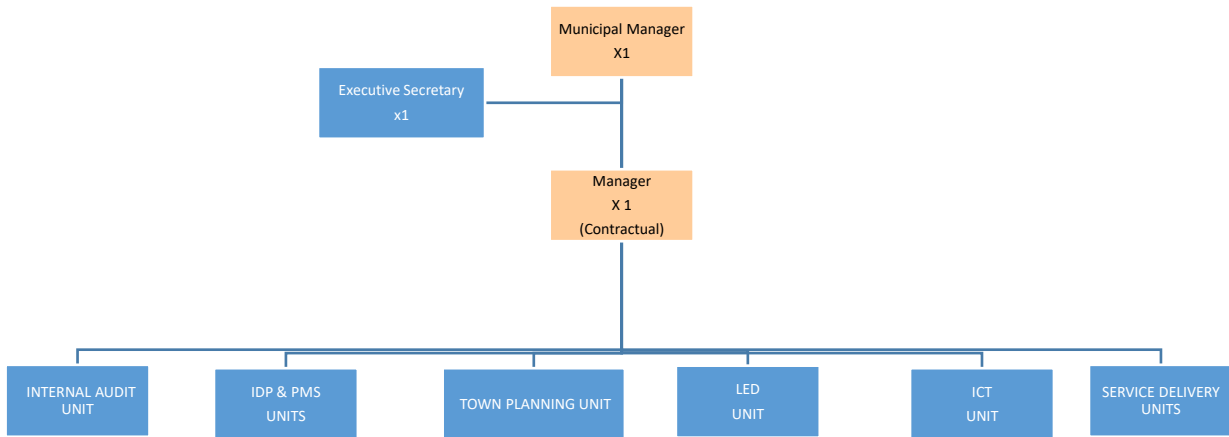 Municipal Manager
X1
Executive Secretary
x1
Manager
X 1
(Contractual)
INTERNAL AUDIT
UNIT
IDP & PMS
UNITS
TOWN PLANNING UNIT
LED
UNIT
ICT
UNIT
SERVICE DELIVERY
UNITS